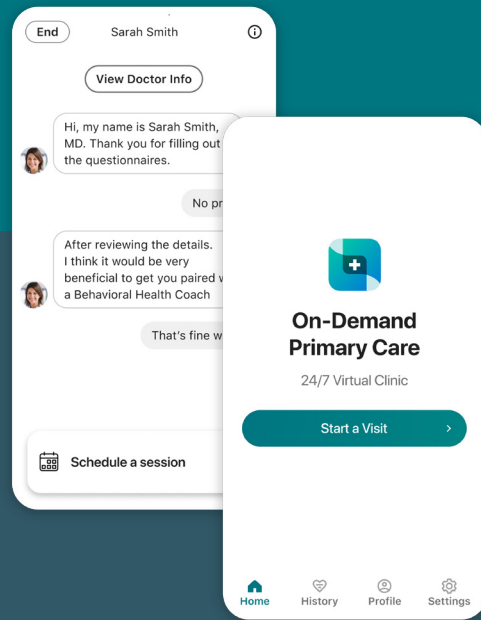 End
Sarah Smith
View Doctor Info
Hi, my name is Sarah Smith,
MD. Thank you for filling out
the questionnaires.
No
After reviewing the details.
I think it would be very
beneficial to get you paired
a Behavioral Health Coach
That's fine
Schedule a session
On-Demand
Primary Care
24/7 Virtual Clinic
Start a Visit
Home
History
Profile
Settings